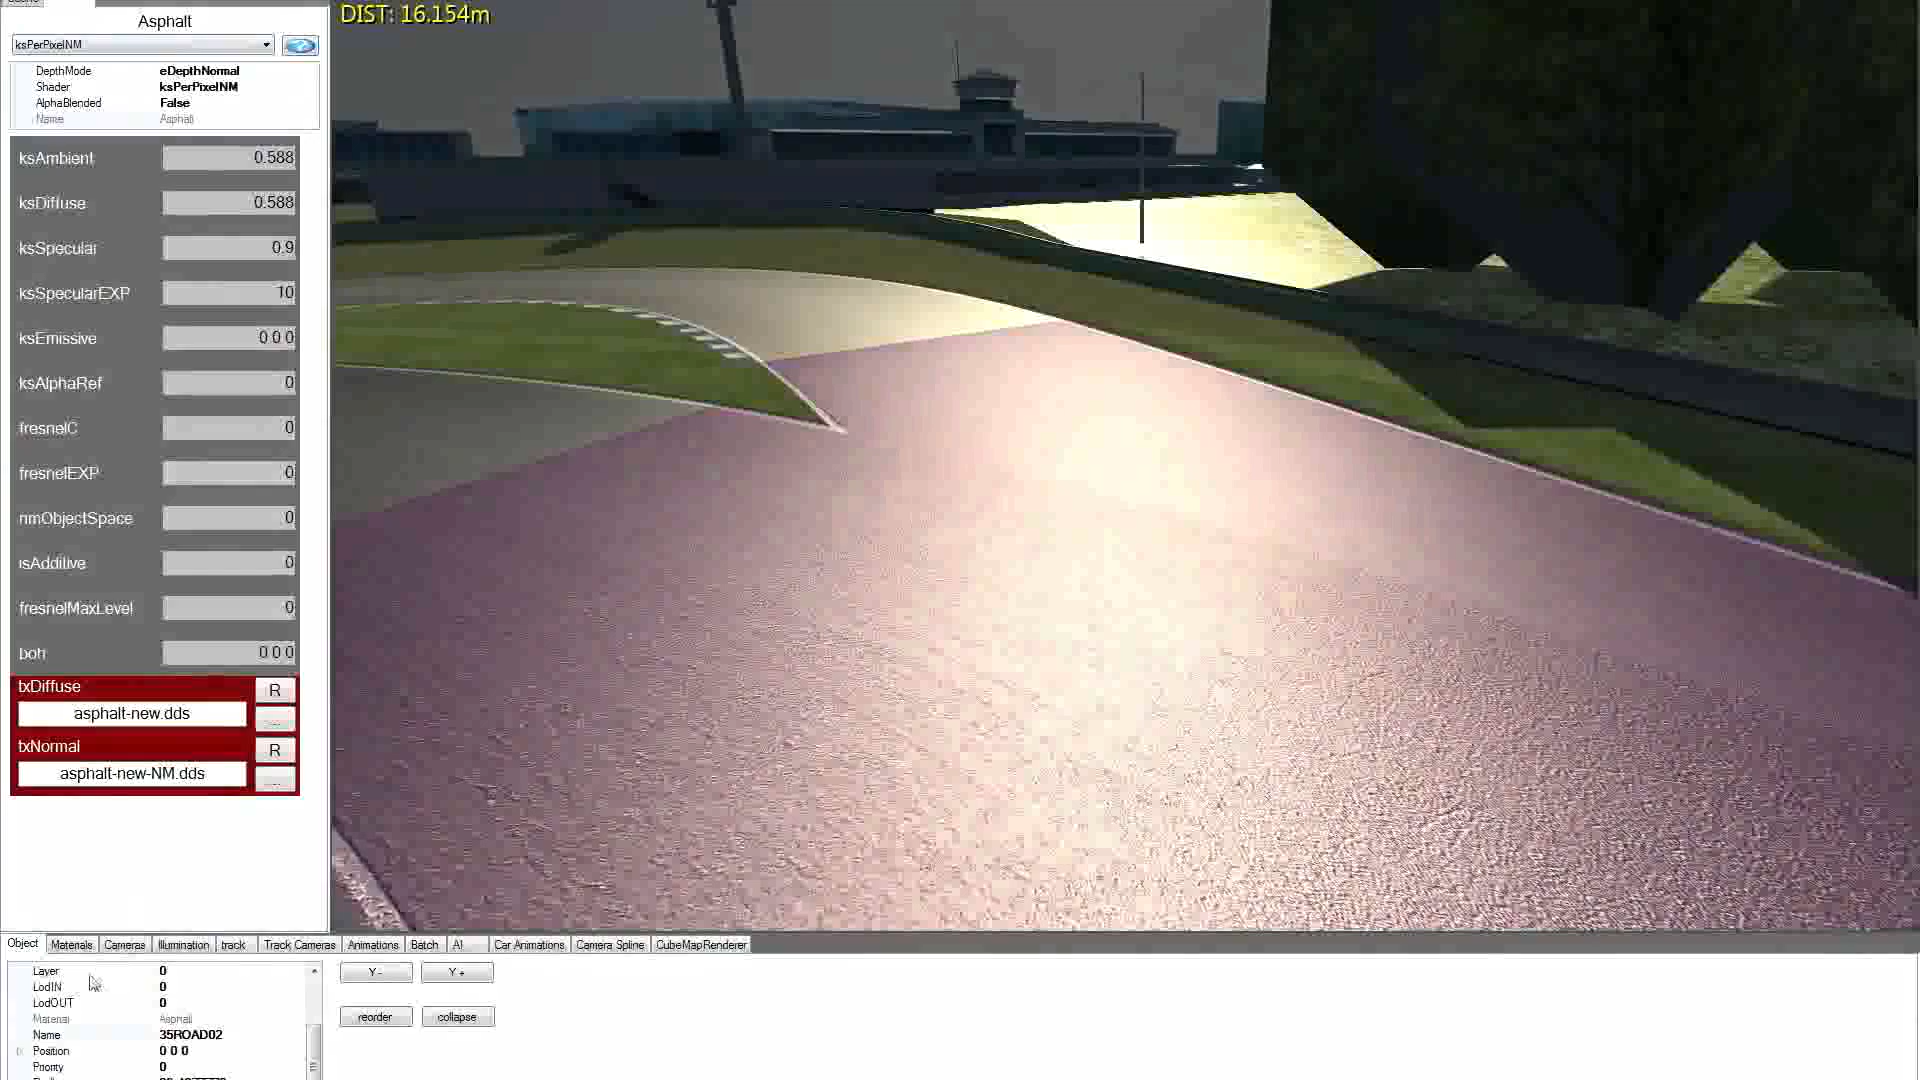 Asphalt
ksPerPixelNM
DepthMode eDepthNormal
Shader ksPerPixelNM
AlphaBlended False
Name Asphalt
ksAmbient 0.588
ksDiffuse 0.588
ksSpecular 0.9
ksSpecularEXP 10
ksEmissive 0 0 0
ksAlphaRef 0
fresnelC 0
fresnelEXP 0
nmObjectSpace 0
isAdditive 0
fresnelMaxLevel 0
boh 0 0 0
txDiffuse R
asphalt-new.dds ...
txNormal R
asphalt-new-NM.dds ...
DIST: 16.154m
Object Materials Cameras Illumination track Track Cameras Animations Batch AI Car Animations Camera Spline CubeMapRenderer
Layer 0
LodIN 0
LodOUT 0
Material Asphalt
Name 35ROAD02
Position 0 0 0
Priority 0
Y - Y +
reorder collapse